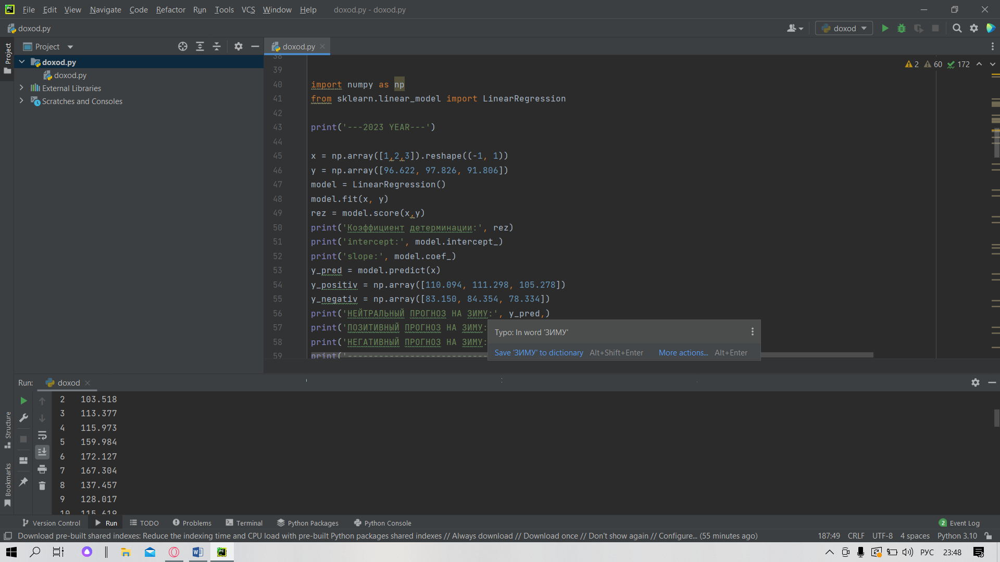 File Edit View Navigate Code Refactor Run Tools VCS Window Help doxod.py - doxod.py
doxod.py
doxod
Project
Project
doxod.py
doxod.py
doxod.py
External Libraries
Scratches and Consoles
2 60 172
38
39
40 import numpy as np
41 from sklearn.linear_model import LinearRegression
42
43 print('---2023 YEAR---')
44
45 x = np.array([1,2,3]).reshape((-1, 1))
46 y = np.array([96.622, 97.826, 91.806])
47 model = LinearRegression()
48 model.fit(x, y)
49 rez = model.score(x,y)
50 print('Коэффициент детерминации:', rez)
51 print('intercept:', model.intercept_)
52 print('slope:', model.coef_)
53 y_pred = model.predict(x)
54 y_positiv = np.array([110.094, 111.298, 105.278])
55 y_negativ = np.array([83.150, 84.354, 78.334])
56 print('НЕЙТРАЛЬНЫЙ ПРОГНОЗ НА ЗИМУ:', y_pred,)
57 print('ПОЗИТИВНЫЙ ПРОГНОЗ НА ЗИМУ:
58 print('НЕГАТИВНЫЙ ПРОГНОЗ НА ЗИМУ:
59 print('---------------------------
Typo: In word 'ЗИМУ'
Save 'ЗИМУ' to dictionary Alt+Shift+Enter More actions... Alt+Enter
Run: doxod
2 103.518
3 113.377
4 115.973
5 159.984
6 172.127
7 167.304
8 137.457
9 128.017
10 115.619
Structure
Bookmarks
Version Control Run TODO Problems Terminal Python Packages Python Console 2 Event Log
Download pre-built shared indexes: Reduce the indexing time and CPU load with pre-built Python packages shared indexes // Always download // Download once // Don't show again // Configure... (55 minutes ago) 187:49 CRLF UTF-8 4 spaces Python 3.10
РУС 23:48